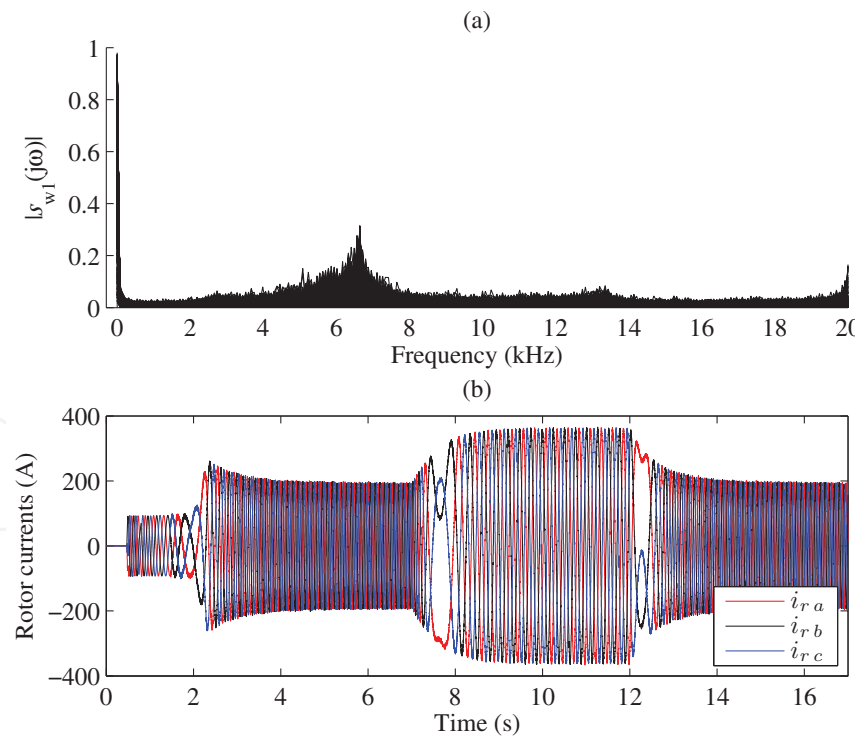 (a)
|s_w1(jω)|
1
0.8
0.6
0.4
0.2
0
0 2 4 6 8 10 12 14 16 18 20
Frequency (kHz)
(b)
Rotor currents (A)
400
200
0
−200
−400
0 2 4 6 8 10 12 14 16
Time (s)
i_r a
i_r b
i_r c